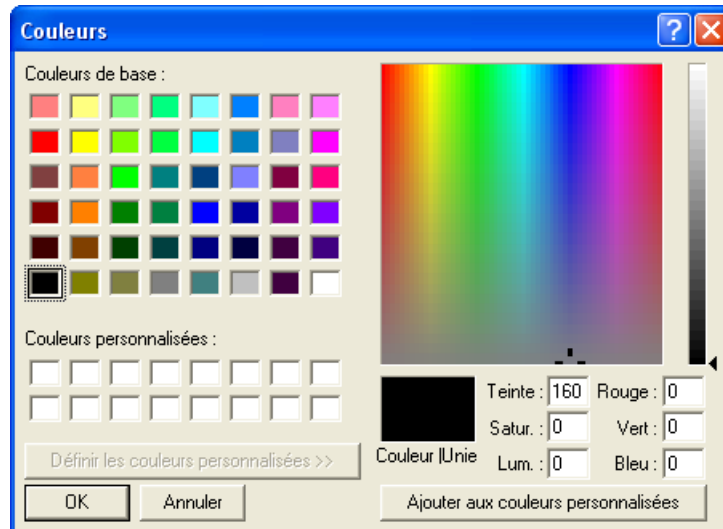 Couleurs
Couleurs de base :
Couleurs personnalisées :
Définir les couleurs personnalisées >>
OK
Annuler
Couleur |Unie
Teinte : 160
Rouge : 0
Satur. : 0
Vert : 0
Lum. : 0
Bleu : 0
Ajouter aux couleurs personnalisées